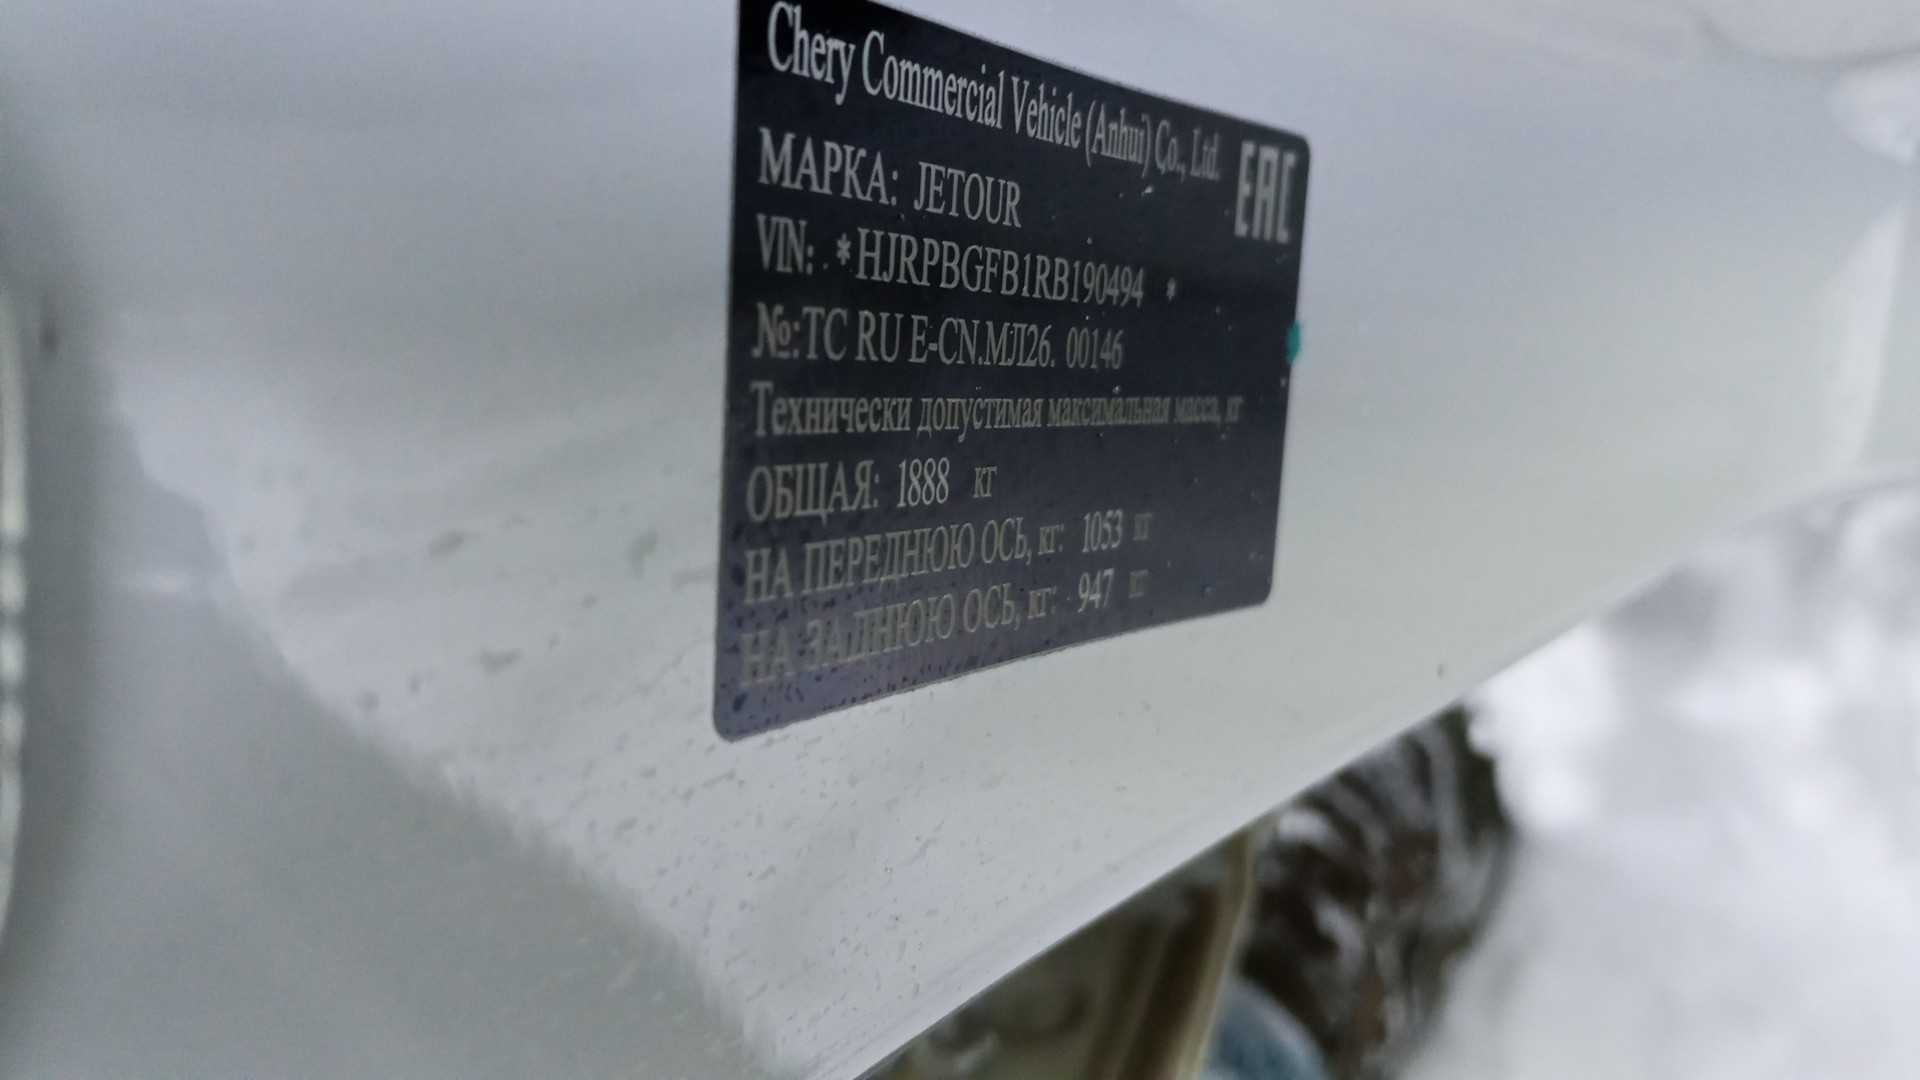 Chery Commercial Vehicle (Anhui) Co., Ltd.
EAC
МАРКА: JETOUR
VIN: *HJRPBGFB1RB190494 *
№:TC RU E-CN.МЛ26. 00146
Технически допустимая максимальная масса, кг
ОБЩАЯ: 1888 кг
НА ПЕРЕДНЮЮ ОСЬ, кг: 1053 кг
НА ЗАДНЮЮ ОСЬ, кг: 947 кг